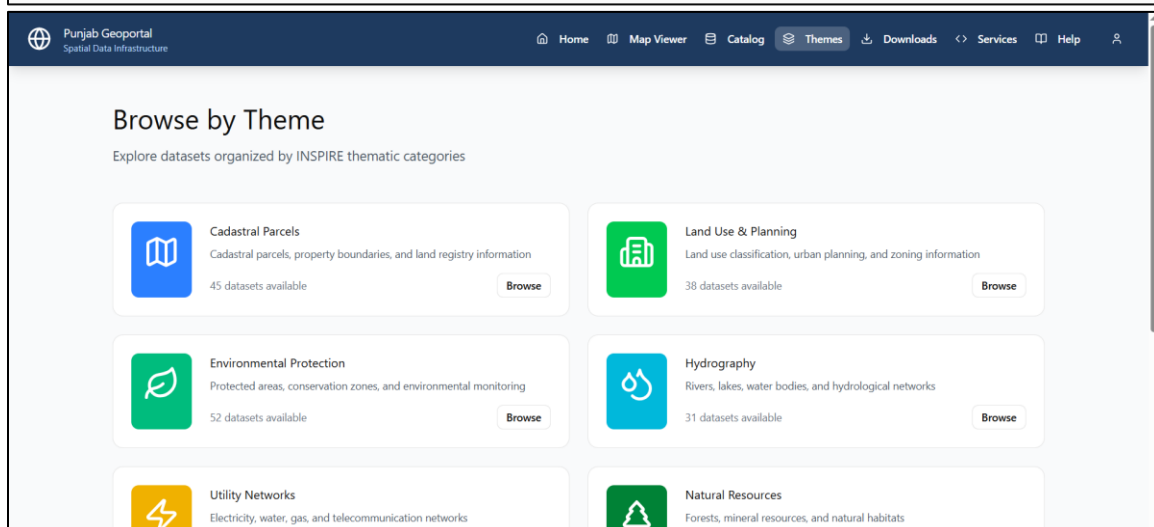 Punjab Geoportal
Spatial Data Infrastructure
Home
Map Viewer
Catalog
Themes
Downloads
Services
Help
Browse by Theme
Explore datasets organized by INSPIRE thematic categories
Cadastral Parcels
Cadastral parcels, property boundaries, and land registry information
45 datasets available
Browse
Land Use & Planning
Land use classification, urban planning, and zoning information
38 datasets available
Browse
Environmental Protection
Protected areas, conservation zones, and environmental monitoring
52 datasets available
Browse
Hydrography
Rivers, lakes, water bodies, and hydrological networks
31 datasets available
Browse
Utility Networks
Electricity, water, gas, and telecommunication networks
Natural Resources
Forests, mineral resources, and natural habitats